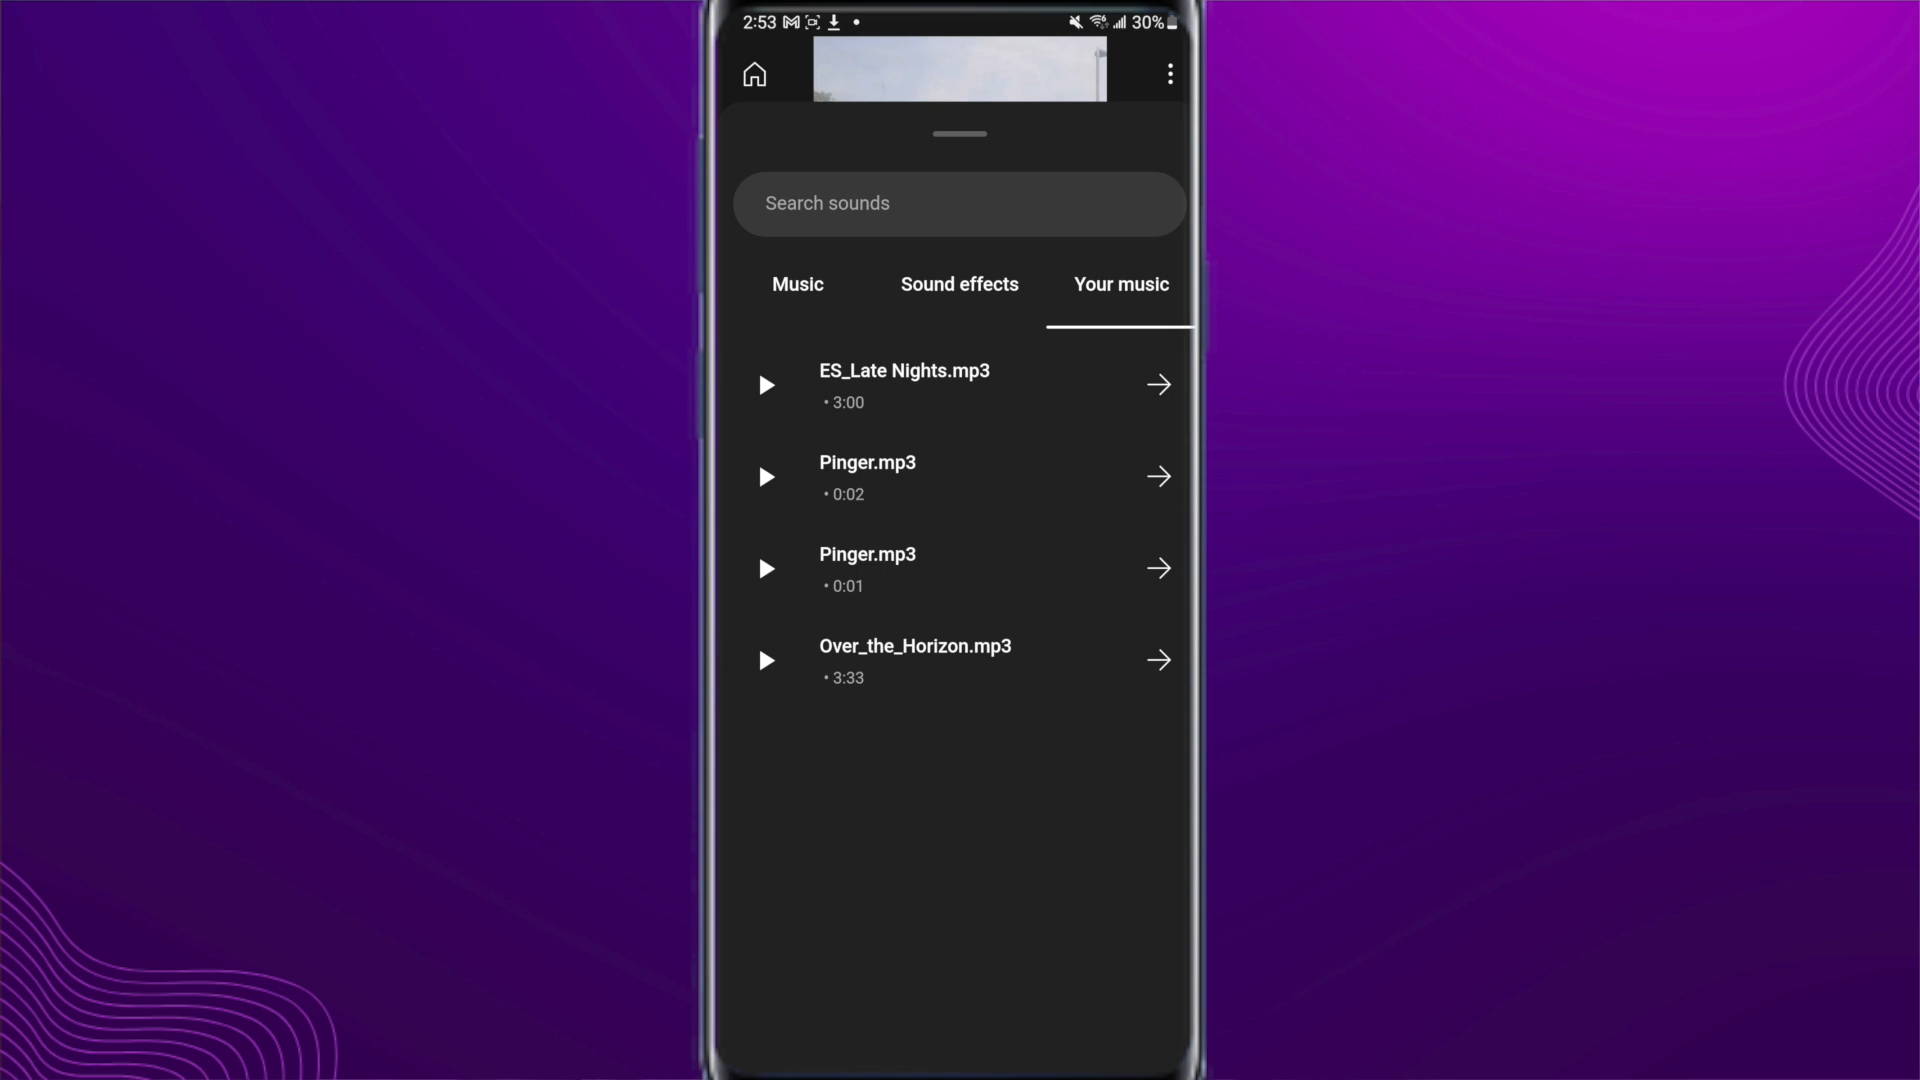 2:53
30%
Search sounds
Music Sound effects Your music
ES_Late Nights.mp3
• 3:00
Pinger.mp3
• 0:02
Pinger.mp3
• 0:01
Over_the_Horizon.mp3
• 3:33